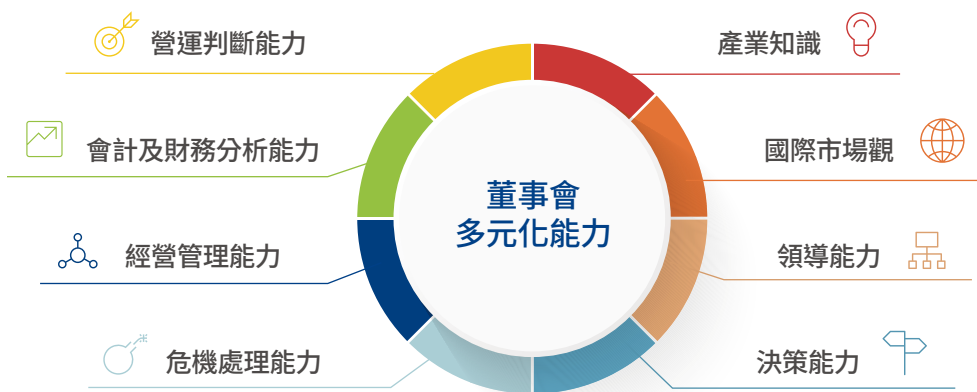 營運判斷能力
產業知識
會計及財務分析能力
國際市場觀
董事會
多元化能力
經營管理能力
領導能力
危機處理能力
決策能力